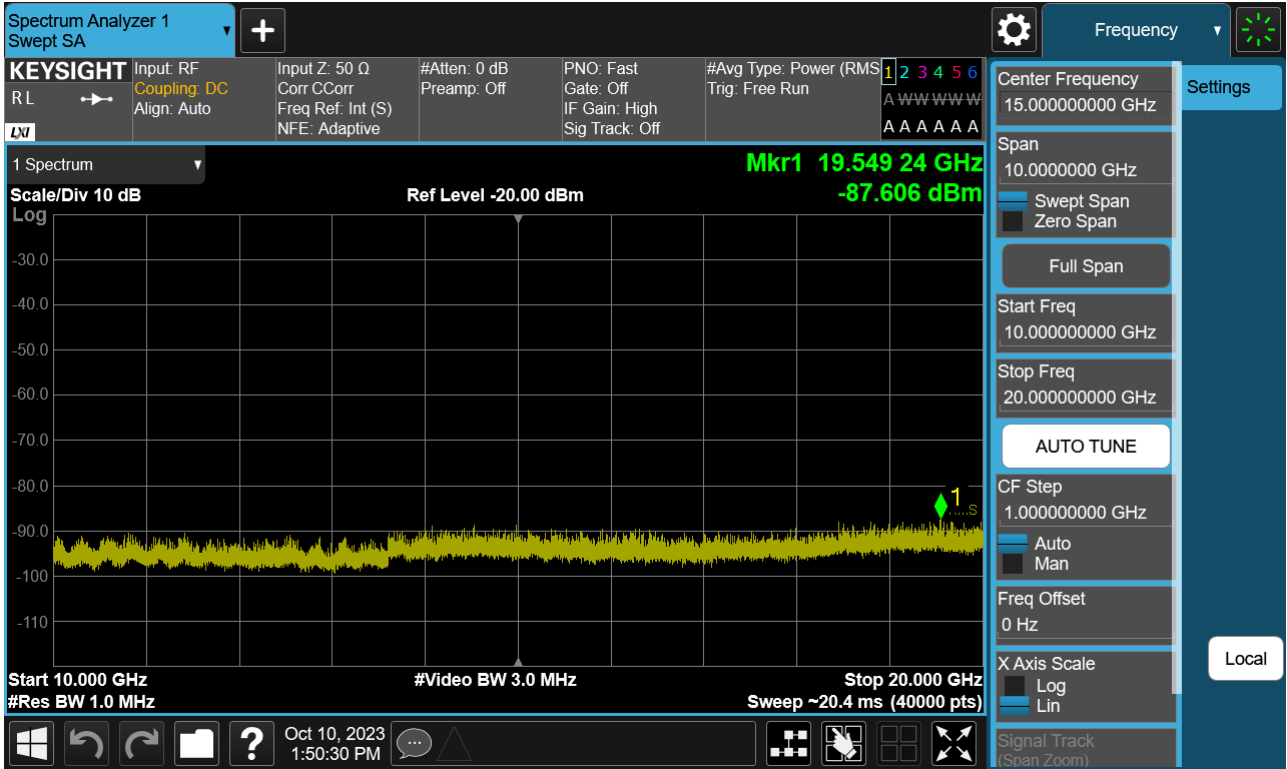 Spectrum Analyzer 1
Swept SA
Frequency
KEYSIGHT
R L
LXI
Input: RF
Coupling: DC
Align: Auto
Input Z: 50 Ω
Corr CCorr
Freq Ref: Int (S)
NFE: Adaptive
#Atten: 0 dB
Preamp: Off
PNO: Fast
Gate: Off
IF Gain: High
Sig Track: Off
#Avg Type: Power (RMS
Trig: Free Run
1 2 3 4 5 6
A W W W W W
A A A A A A
1 Spectrum
Scale/Div 10 dB
Log
Ref Level -20.00 dBm
Mkr1 19.549 24 GHz
-87.606 dBm
-30.0
-40.0
-50.0
-60.0
-70.0
-80.0
-90.0
-100
-110
1
Start 10.000 GHz
#Video BW 3.0 MHz
Stop 20.000 GHz
#Res BW 1.0 MHz
Sweep ~20.4 ms (40000 pts)
Center Frequency
15.000000000 GHz
Settings
Span
10.0000000 GHz
Swept Span
Zero Span
Full Span
Start Freq
10.000000000 GHz
Stop Freq
20.000000000 GHz
AUTO TUNE
CF Step
1.000000000 GHz
Auto
Man
Freq Offset
0 Hz
X Axis Scale
Log
Lin
Local
Signal Track
(Span Zoom)
?
Oct 10, 2023
1:50:30 PM